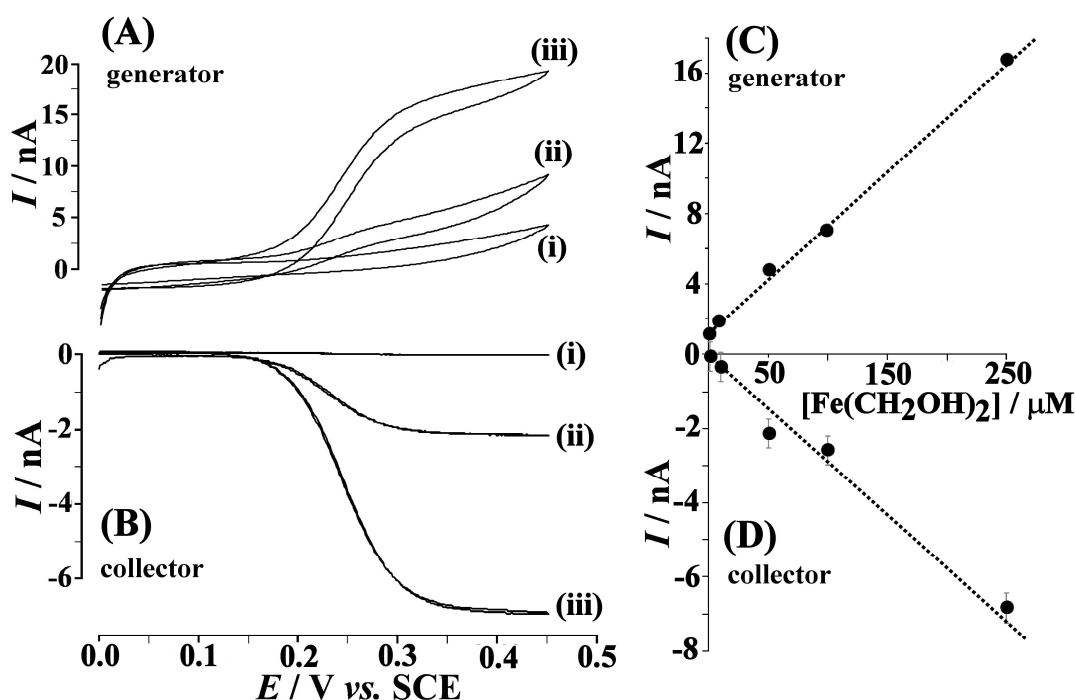 (A)
generator
I / nA
20
15
10
5
0
(iii)
(ii)
(i)
0
-2
-4
-6
I / nA
(B)
collector
(i)
(ii)
(iii)
0.0 0.1 0.2 0.3 0.4 0.5
E / V vs. SCE
(C)
generator
I / nA
16
12
8
4
0
50 150 250
[Fe(CH2OH)2] / μM
-2
-4
-6
-8
I / nA
(D)
collector